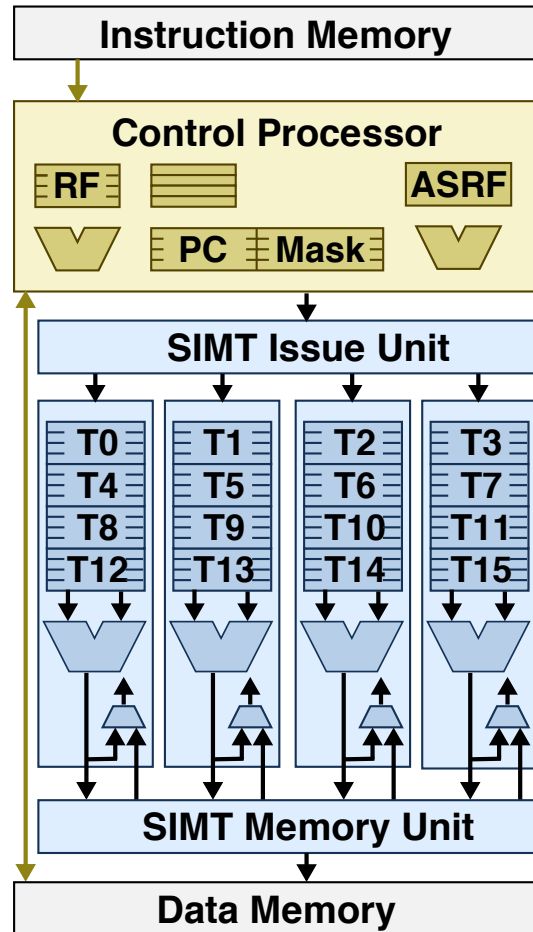 Instruction Memory
Control Processor
RF ASRF
PC Mask
SIMT Issue Unit
T0 T1 T2 T3
T4 T5 T6 T7
T8 T9 T10 T11
T12 T13 T14 T15
SIMT Memory Unit
Data Memory